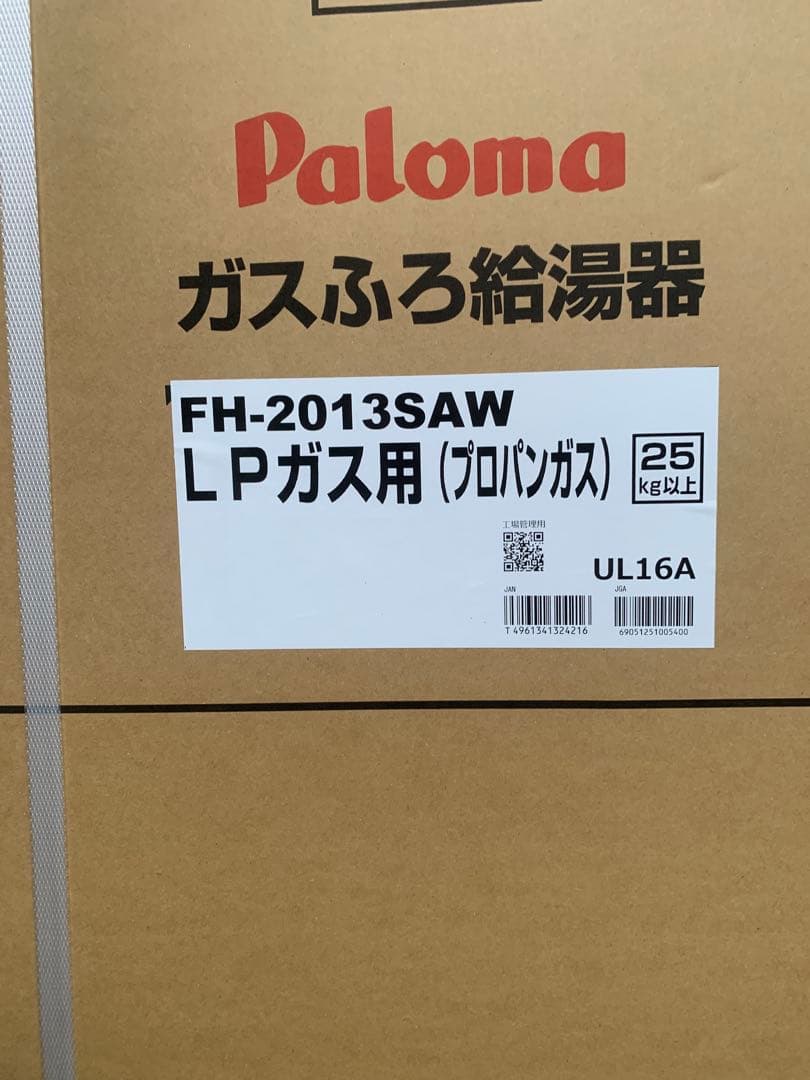 Paloma
ガスふろ給湯器
FH-2013SAW
LPガス用(プロパンガス)
25
kg以上
工場管理用
UL16A
JAN
JGA
T4961341324216
69051251005400